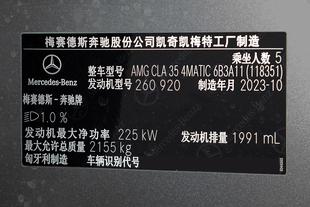 梅赛德斯奔驰股份公司凯奇凯梅特工厂制造
乘坐人数 5
整车型号 AMG CLA 35 4MATIC 6B3A11 (118351)
发动机型号 260 920 制造年月 2023-10
Mercedes-Benz
梅赛德斯-奔驰牌
1.0 %
发动机最大净功率 225 kW 发动机排量 1991 mL
最大允许总质量 2155 kg
匈牙利制造 车辆识别代号